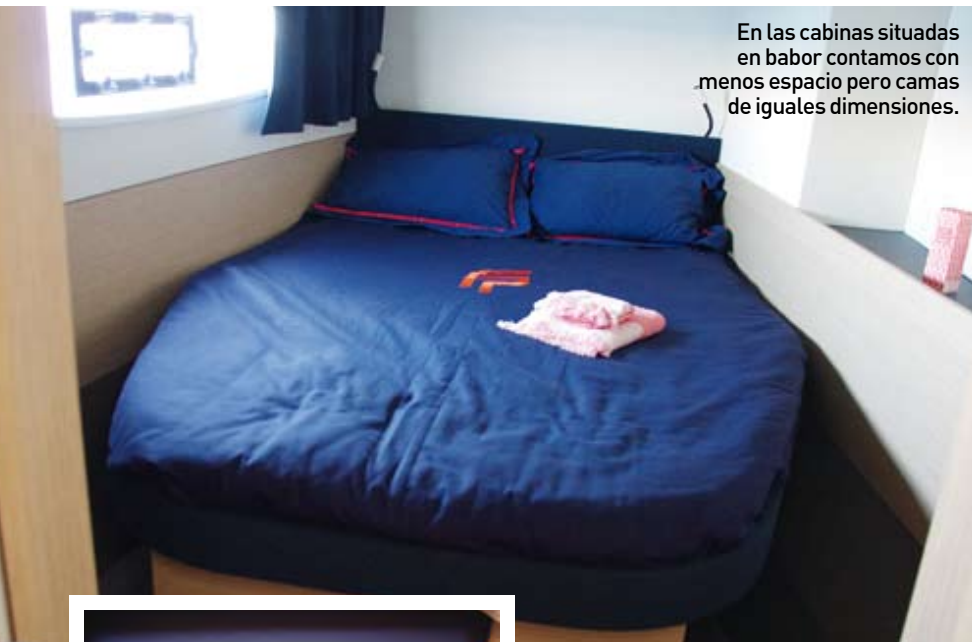 En las cabinas situadas
en babor contamos con
menos espacio pero camas
de iguales dimensiones.